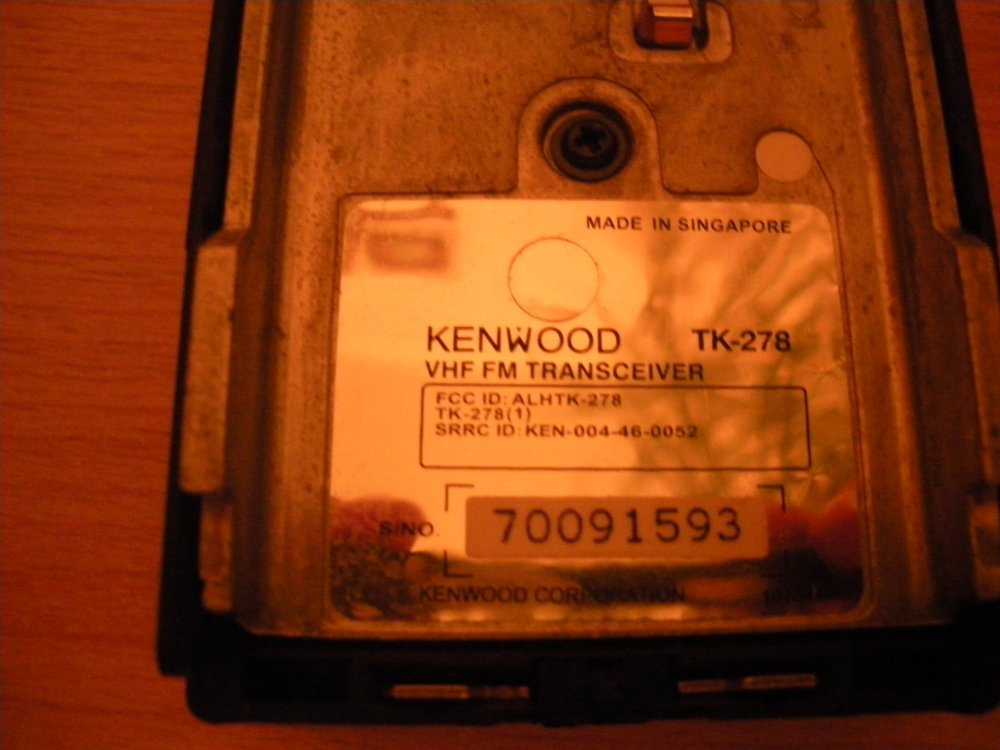 MADE IN SINGAPORE
KENWOOD TK-278
VHF FM TRANSCEIVER
FCC ID: ALHTK-278
TK-278(1)
SRRC ID: KEN-004-46-0052
S/NO. 70091593
KENWOOD CORPORATION